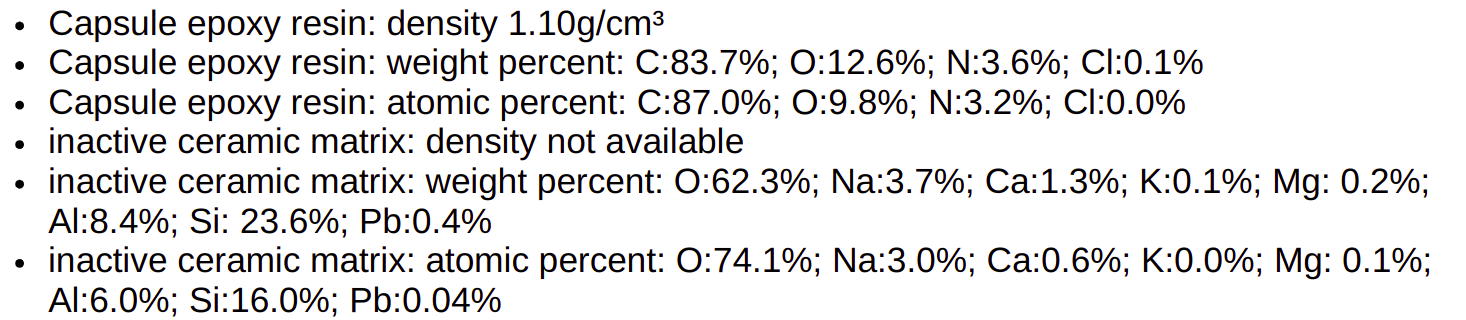 • Capsule epoxy resin: density 1.10g/cm³
• Capsule epoxy resin: weight percent: C:83.7%; O:12.6%; N:3.6%; Cl:0.1%
• Capsule epoxy resin: atomic percent: C:87.0%; O:9.8%; N:3.2%; Cl:0.0%
• inactive ceramic matrix: density not available
• inactive ceramic matrix: weight percent: O:62.3%; Na:3.7%; Ca:1.3%; K:0.1%; Mg: 0.2%;
Al:8.4%; Si: 23.6%; Pb:0.4%
• inactive ceramic matrix: atomic percent: O:74.1%; Na:3.0%; Ca:0.6%; K:0.0%; Mg: 0.1%;
Al:6.0%; Si:16.0%; Pb:0.04%